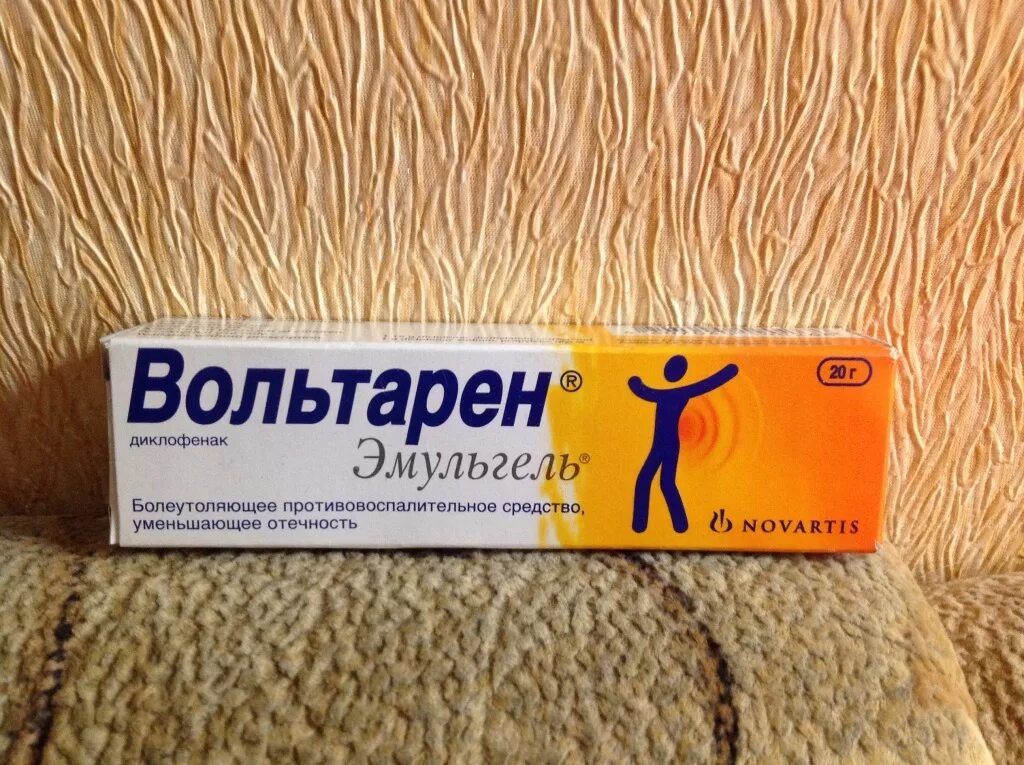 Вольтарен®
диклофенак
Эмульгель®
Болеутоляющее противовоспалительное средство,
уменьшающее отечность
20 г
NOVARTIS